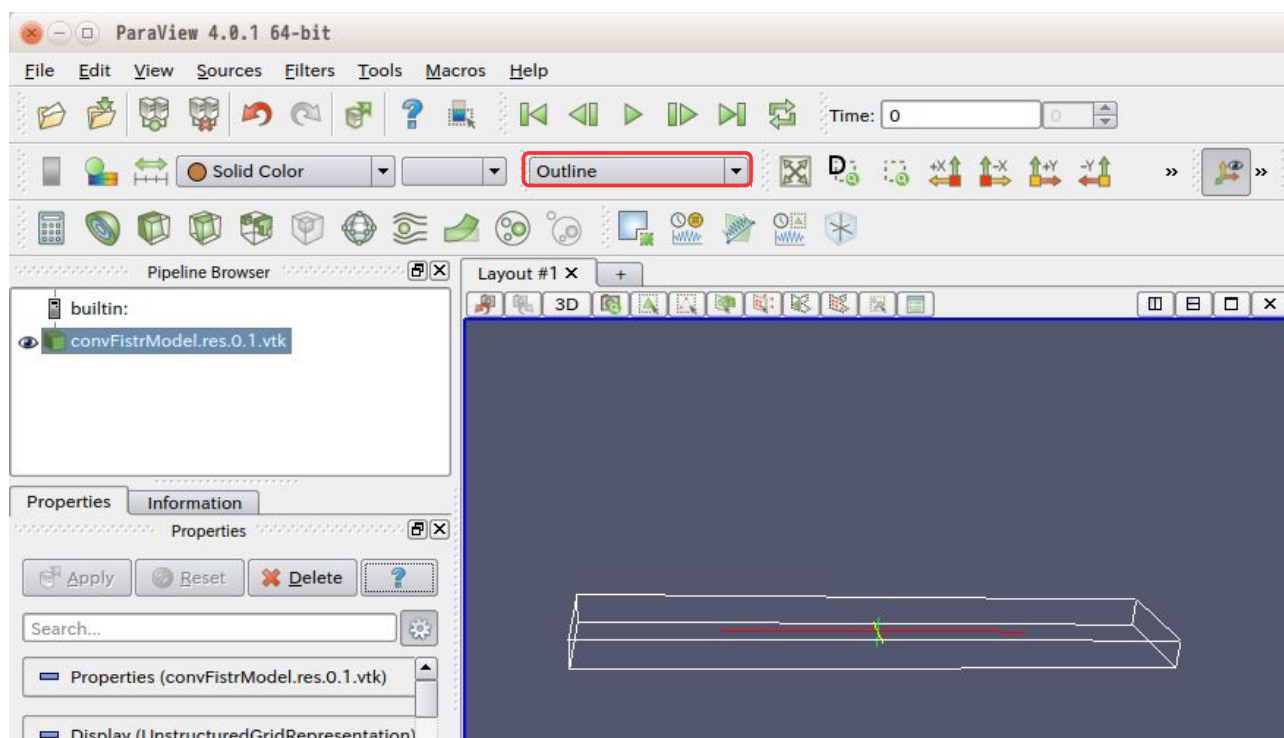 ParaView 4.0.1 64-bit
File Edit View Sources Filters Tools Macros Help
Time: 0 0
Solid Color Outline D +X -X +Y -Y » »
Pipeline Browser Layout #1 +
builtin: 3D
convFistrModel.res.0.1.vtk
Properties Information
Properties
Apply Reset Delete ?
Search...
Properties (convFistrModel.res.0.1.vtk)
Display (UnstructuredGridRepresentation)